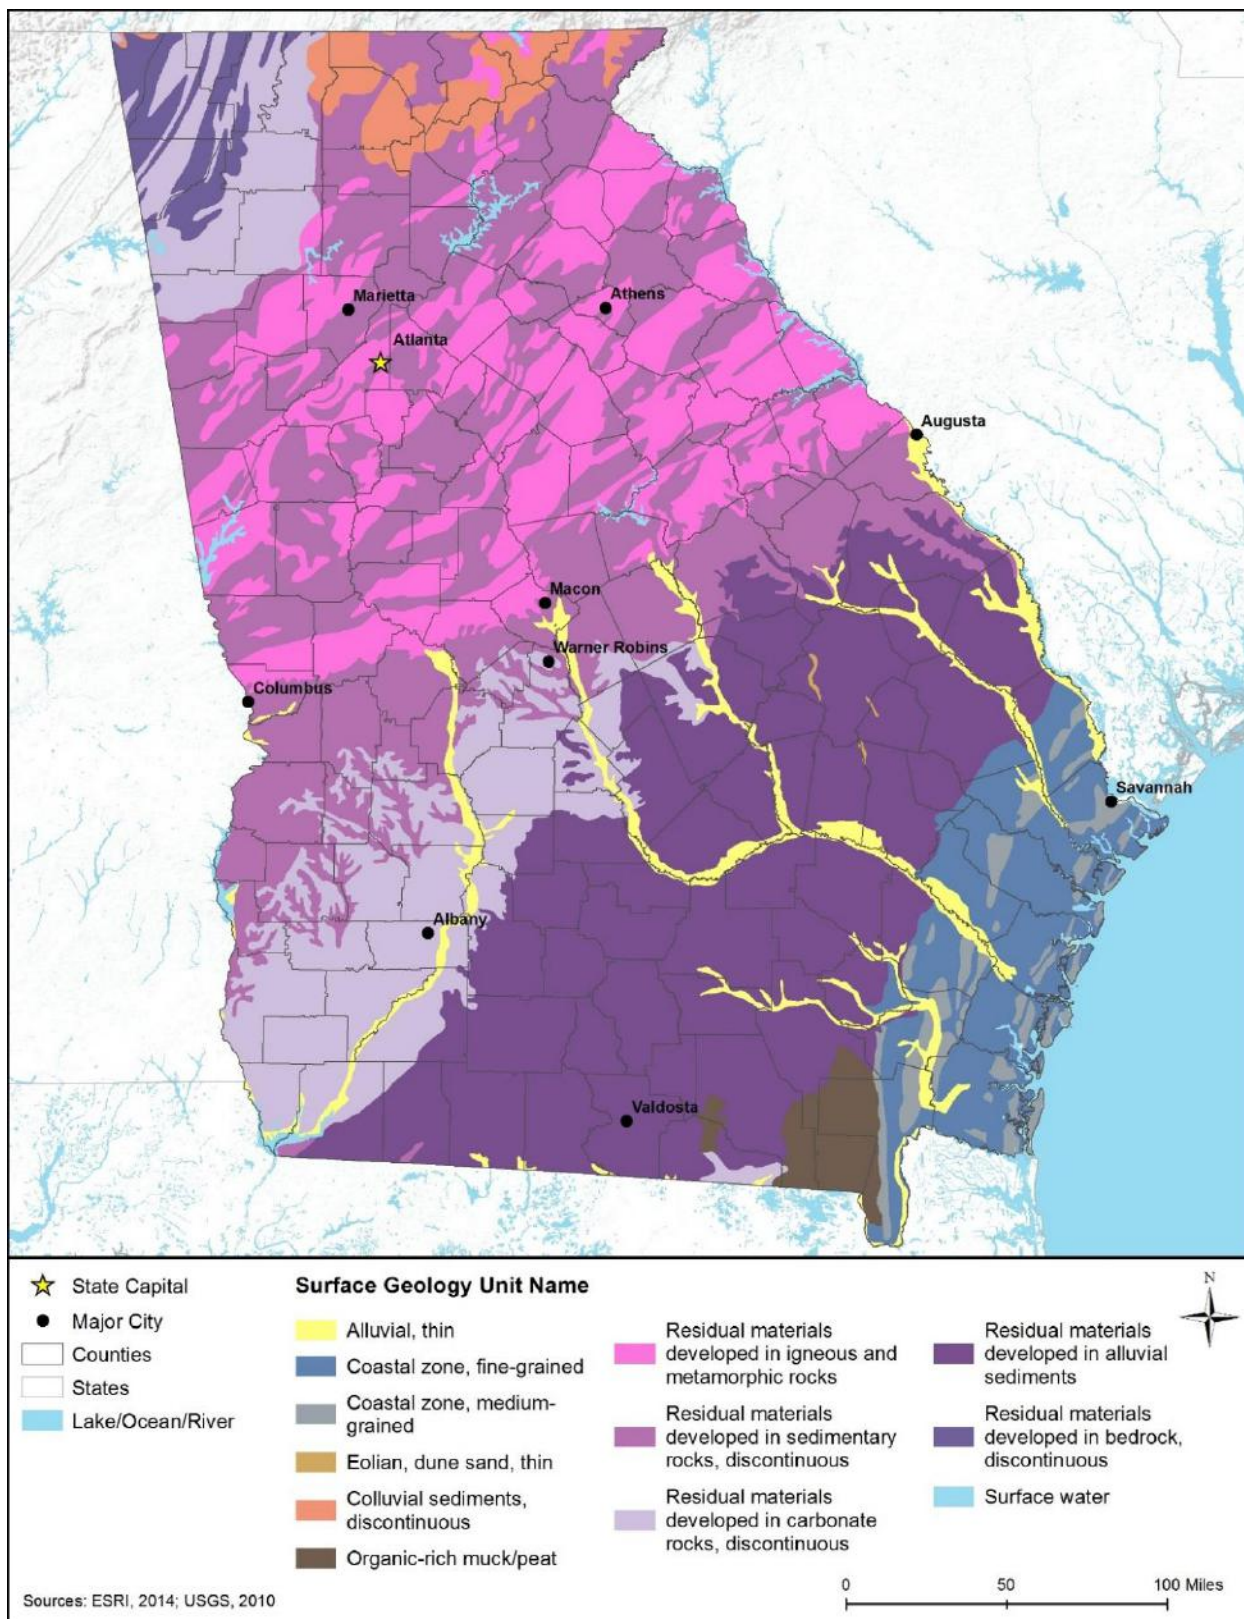 Marietta
Athens
Atlanta
Augusta
Macon
Warner Robins
Columbus
Savannah
Albany
Valdosta
State Capital
Major City
Counties
States
Lake/Ocean/River
Surface Geology Unit Name
Alluvial, thin
Coastal zone, fine-grained
Coastal zone, medium-
grained
Eolian, dune sand, thin
Colluvial sediments,
discontinuous
Organic-rich muck/peat
Residual materials
developed in igneous and
metamorphic rocks
Residual materials
developed in sedimentary
rocks, discontinuous
Residual materials
developed in carbonate
rocks, discontinuous
Residual materials
developed in alluvial
sediments
Residual materials
developed in bedrock,
discontinuous
Surface water
N
0 50 100 Miles
Sources: ESRI, 2014; USGS, 2010